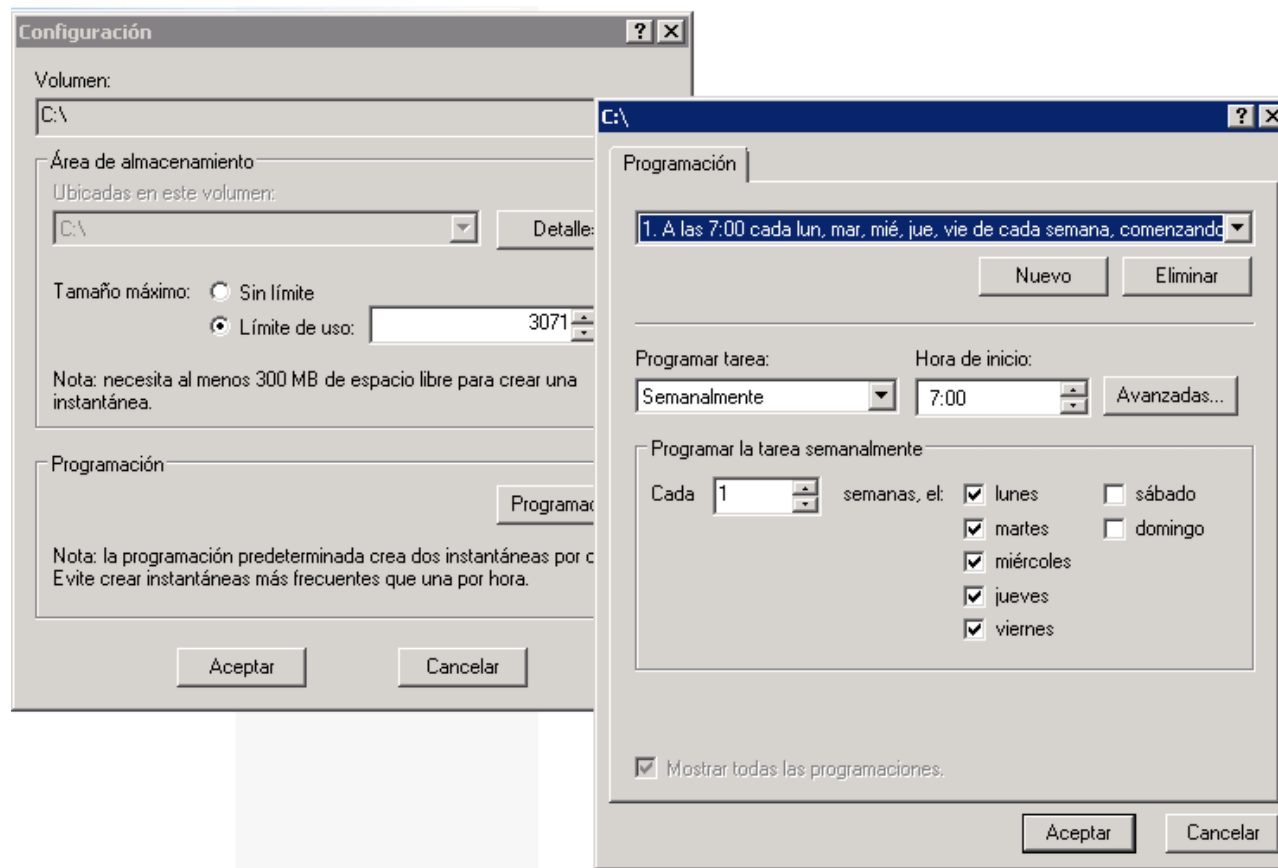 Configuración
Volumen:
C:\
Área de almacenamiento
Ubicadas en este volumen:
C:\
Tamaño máximo:
Sin límite
Límite de uso:
3071
Nota: necesita al menos 300 MB de espacio libre para crear una
instantánea.
Programación
Nota: la programación predeterminada crea dos instantáneas por
Evite crear instantáneas más frecuentes que una por hora.
Aceptar
Cancelar
C:\
Programación
1. A las 7:00 cada lun, mar, mié, jue, vie de cada semana, comenzando
Nuevo
Eliminar
Programar tarea:
Hora de inicio:
Semanalmente
7:00
Avanzadas...
Programar la tarea semanalmente
Cada 1 semanas, el:
lunes
sábado
martes
domingo
miércoles
jueves
viernes
Mostrar todas las programaciones.
Aceptar
Cancelar